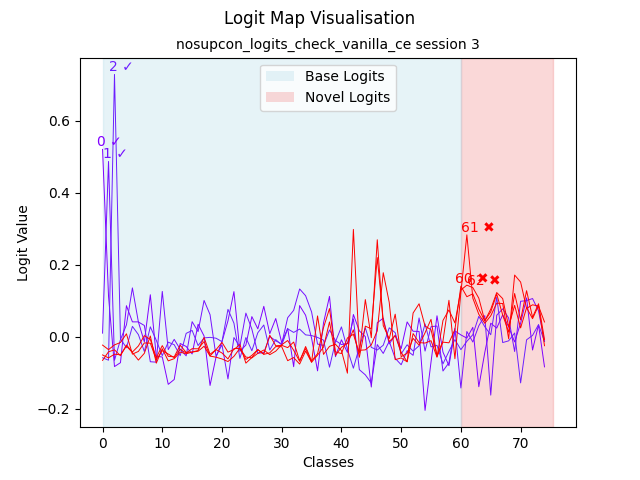 Logit Map Visualisation
nosupcon_logits_check_vanilla_ce session 3
Base Logits
Novel Logits
2 ✓
0 ✓
1 ✓
61 ✖
60 ✖
62 ✖
0.6
0.4
0.2
0.0
−0.2
Logit Value
0 10 20 30 40 50 60 70
Classes